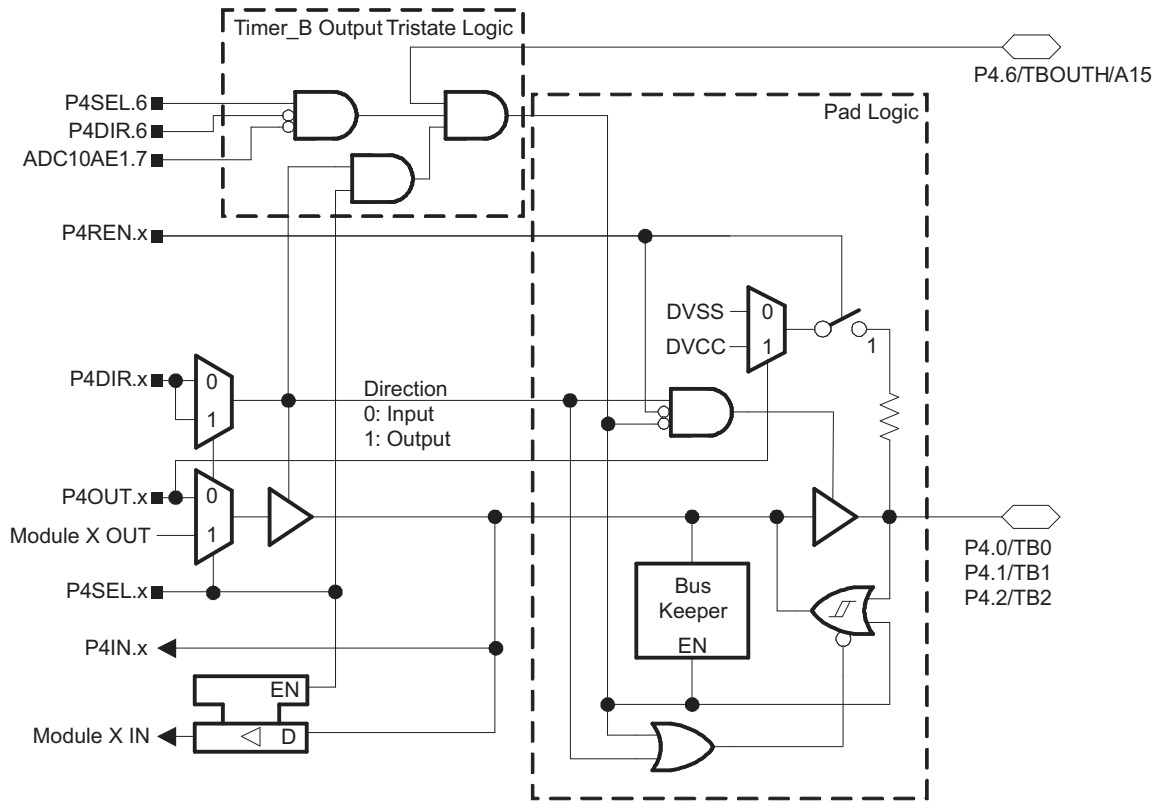 Timer_B Output Tristate Logic
P4.6/TBOUTH/A15
P4SEL.6
P4DIR.6
ADC10AE1.7
Pad Logic
P4REN.x
DVSS
0
DVCC
1
1
P4DIR.x
0
1
Direction
0: Input
1: Output
P4OUT.x
0
Module X OUT
1
P4.0/TB0
P4.1/TB1
P4.2/TB2
Bus
Keeper
EN
P4SEL.x
P4IN.x
EN
Module X IN
D